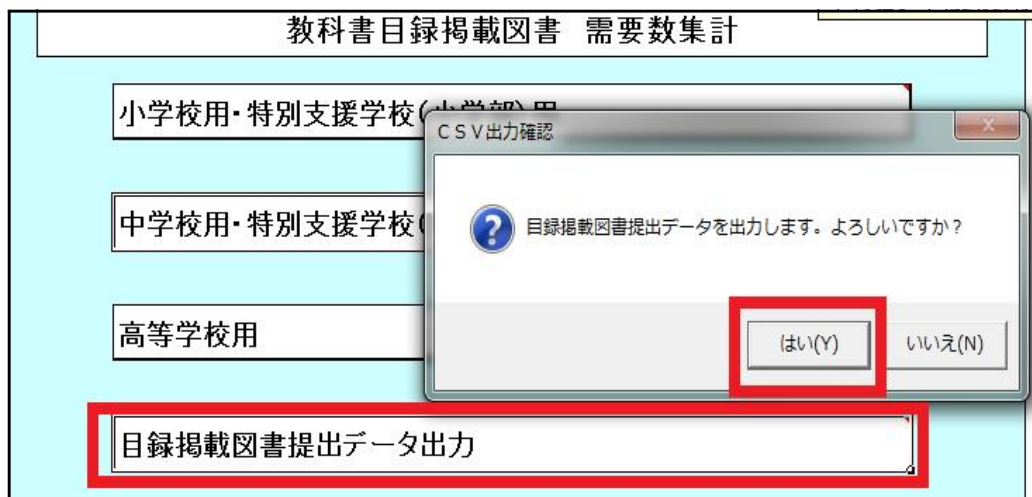 教科書目録掲載図書 需要数集計
小学校用・特別支援学校(小学部)用
CSV出力確認
中学校用・特別支援学校(
目録掲載図書提出データを出力します。よろしいですか?
高等学校用
はい(Y)
いいえ(N)
目録掲載図書提出データ出力